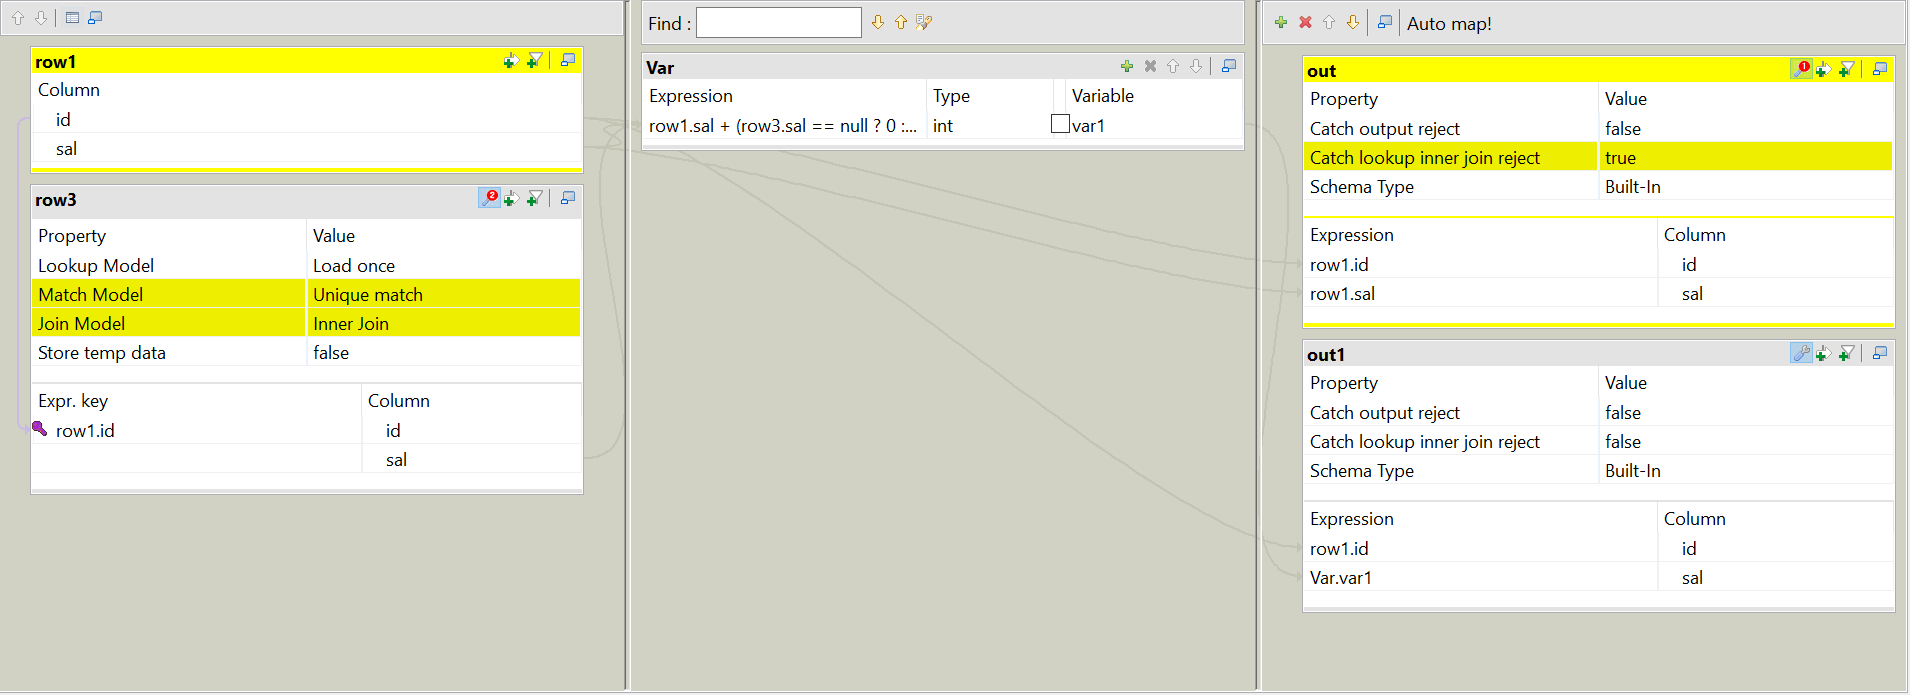 row1
Column
id
sal
row3
Property Value
Lookup Model Load once
Match Model Unique match
Join Model Inner Join
Store temp data false
Expr. key Column
row1.id id
sal
Find :
Var
Expression Type Variable
row1.sal + (row3.sal == null ? 0 :... int var1
Auto map!
out
Property Value
Catch output reject false
Catch lookup inner join reject true
Schema Type Built-In
Expression Column
row1.id id
row1.sal sal
out1
Property Value
Catch output reject false
Catch lookup inner join reject false
Schema Type Built-In
Expression Column
row1.id id
Var.var1 sal